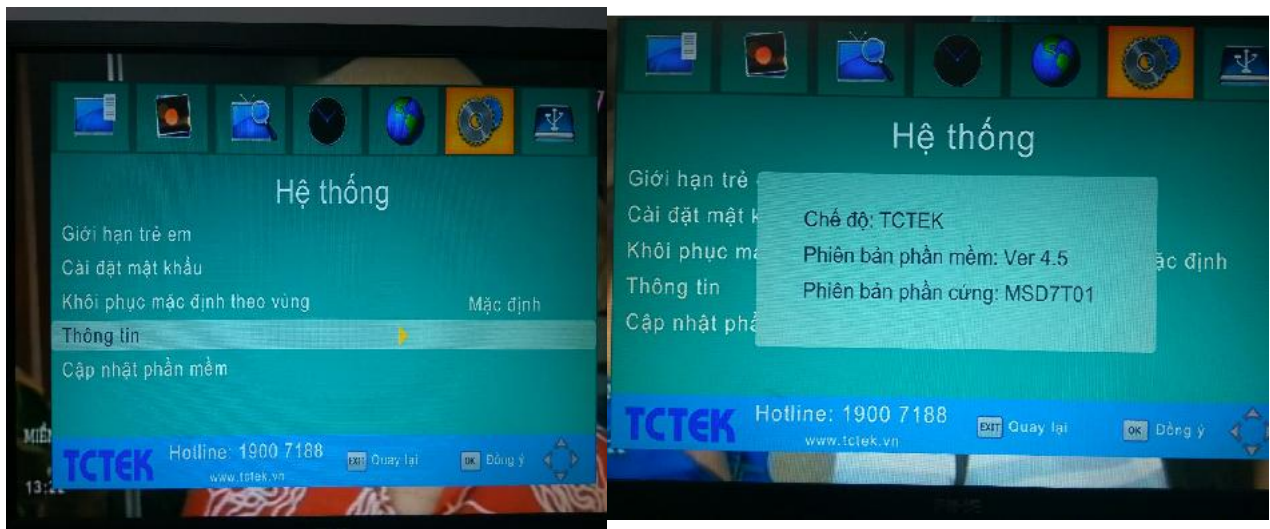 Hệ thống
Giới hạn trẻ em
Cài đặt mật khẩu
Khôi phục mặc định theo vùng Mặc định
Thông tin
Cập nhật phần mềm
TCTEK Hotline: 1900 7188
www.tctek.vn
EXIT Quay lại
OK Đồng ý
13:22
Hệ thống
Giới hạn trẻ
Cài đặt mật k
Khôi phục mặ
Thông tin
Cập nhật phầ
Chế độ: TCTEK
Phiên bản phần mềm: Ver 4.5
Phiên bản phần cứng: MSD7T01
ặc định
TCTEK Hotline: 1900 7188
www.tctek.vn
EXIT Quay lại
OK Đồng ý